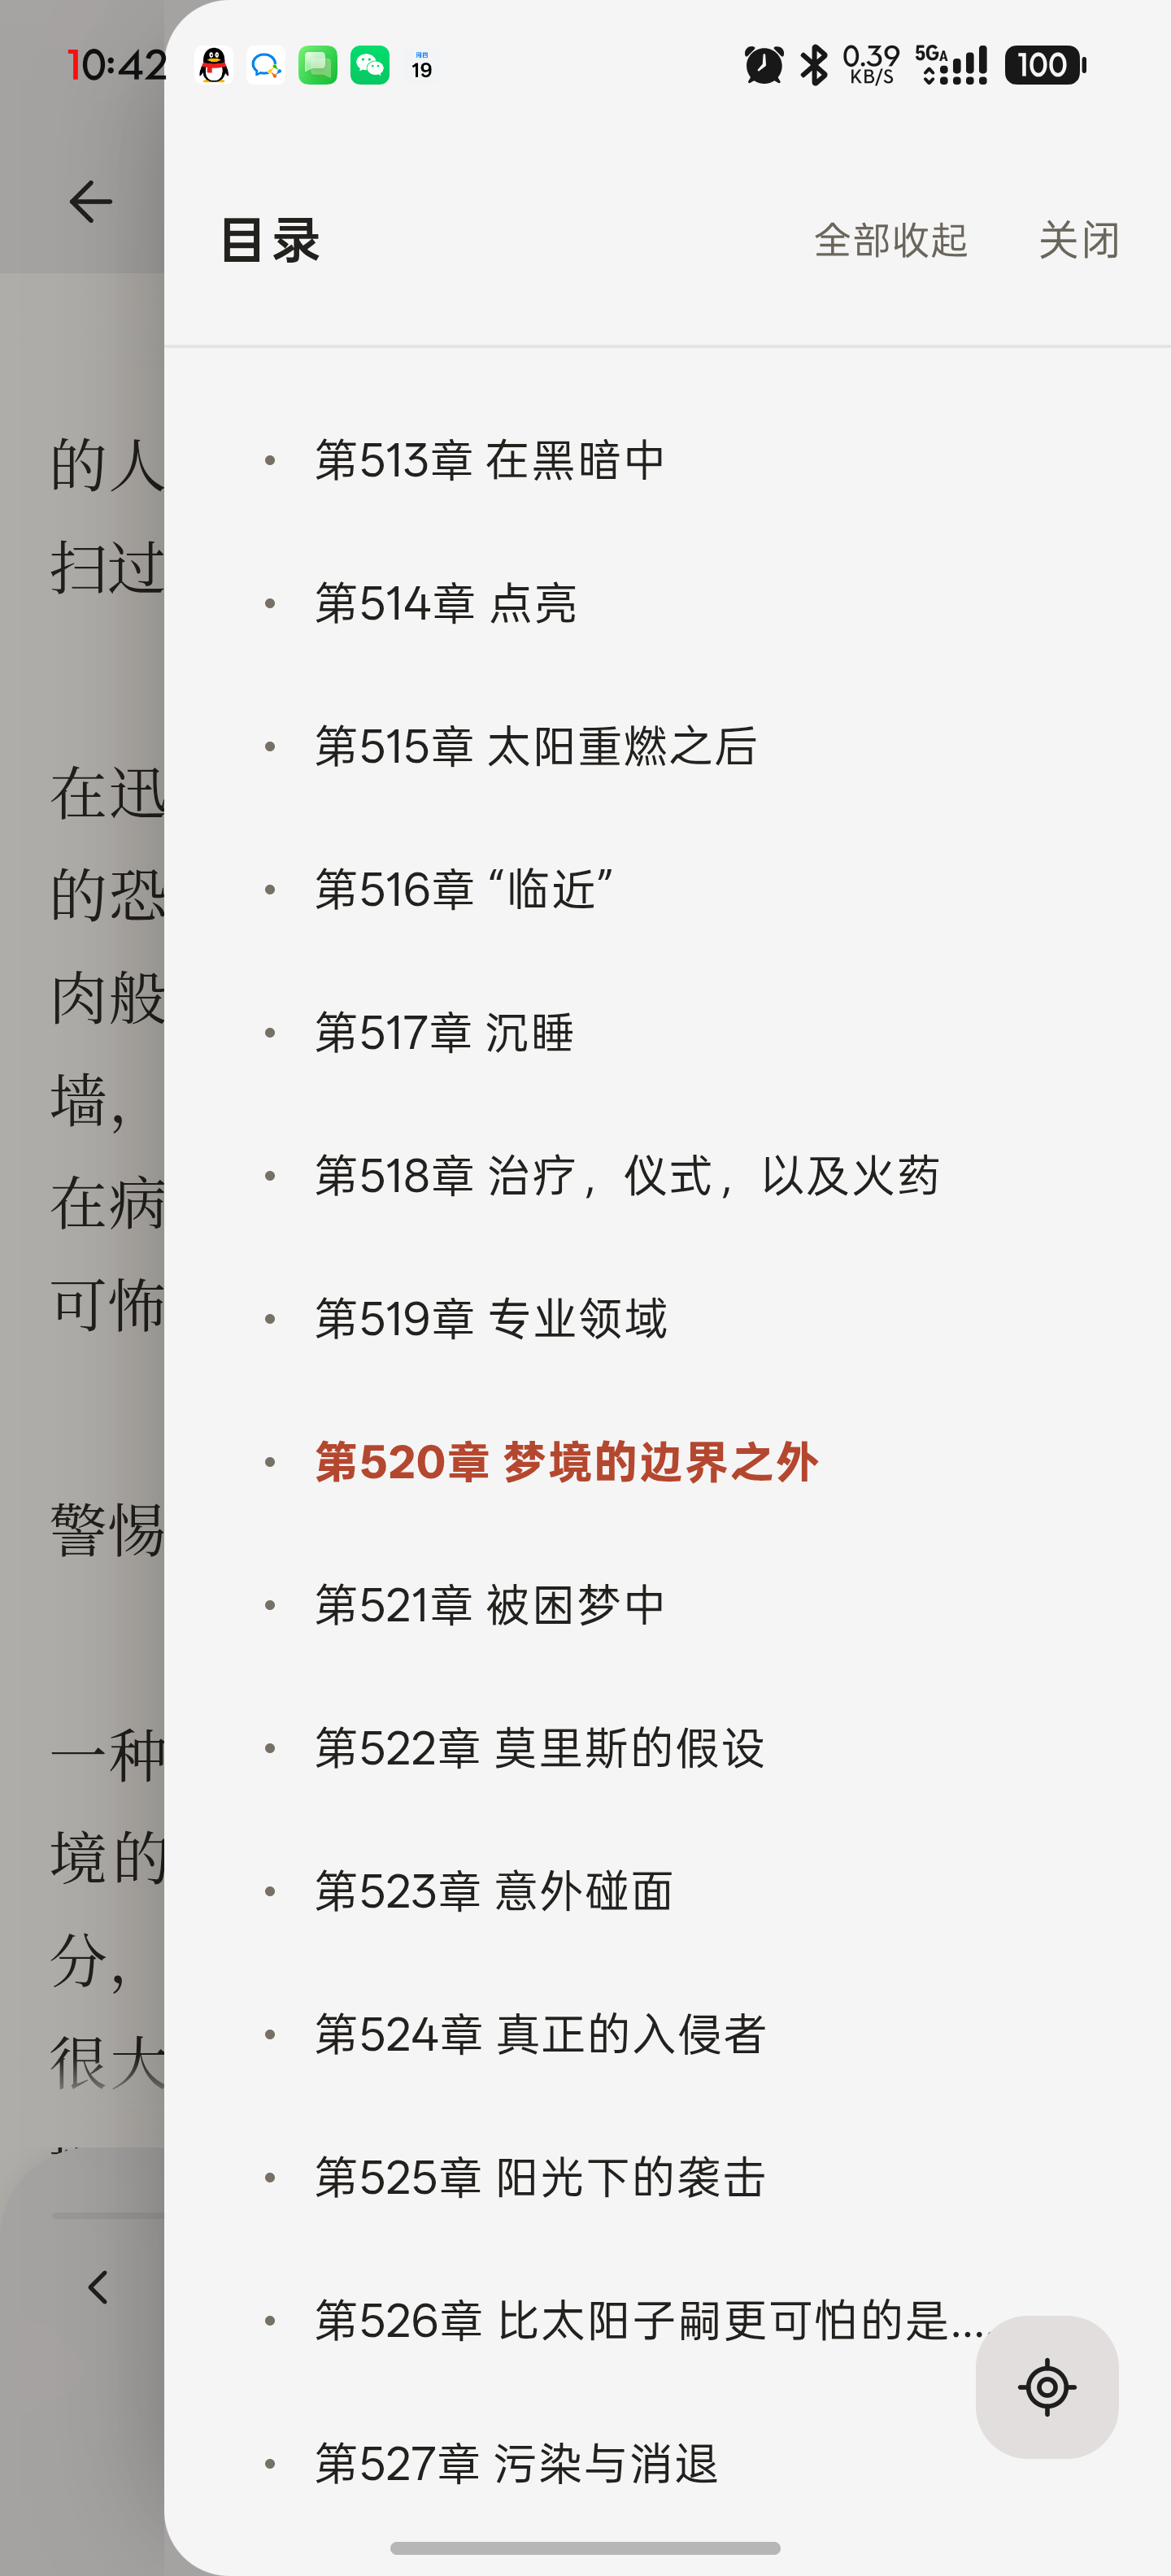 10:42
周四
19
0.39
KB/S
5GA
100
目录
全部收起
关闭
的人
扫过
在迅
的恐
肉般
墙，
在病
可怖
警惕
一种
境的
分，
很大
第513章 在黑暗中
第514章 点亮
第515章 太阳重燃之后
第516章 “临近”
第517章 沉睡
第518章 治疗，仪式，以及火药
第519章 专业领域
第520章 梦境的边界之外
第521章 被困梦中
第522章 莫里斯的假设
第523章 意外碰面
第524章 真正的入侵者
第525章 阳光下的袭击
第526章 比太阳子嗣更可怕的是...
第527章 污染与消退